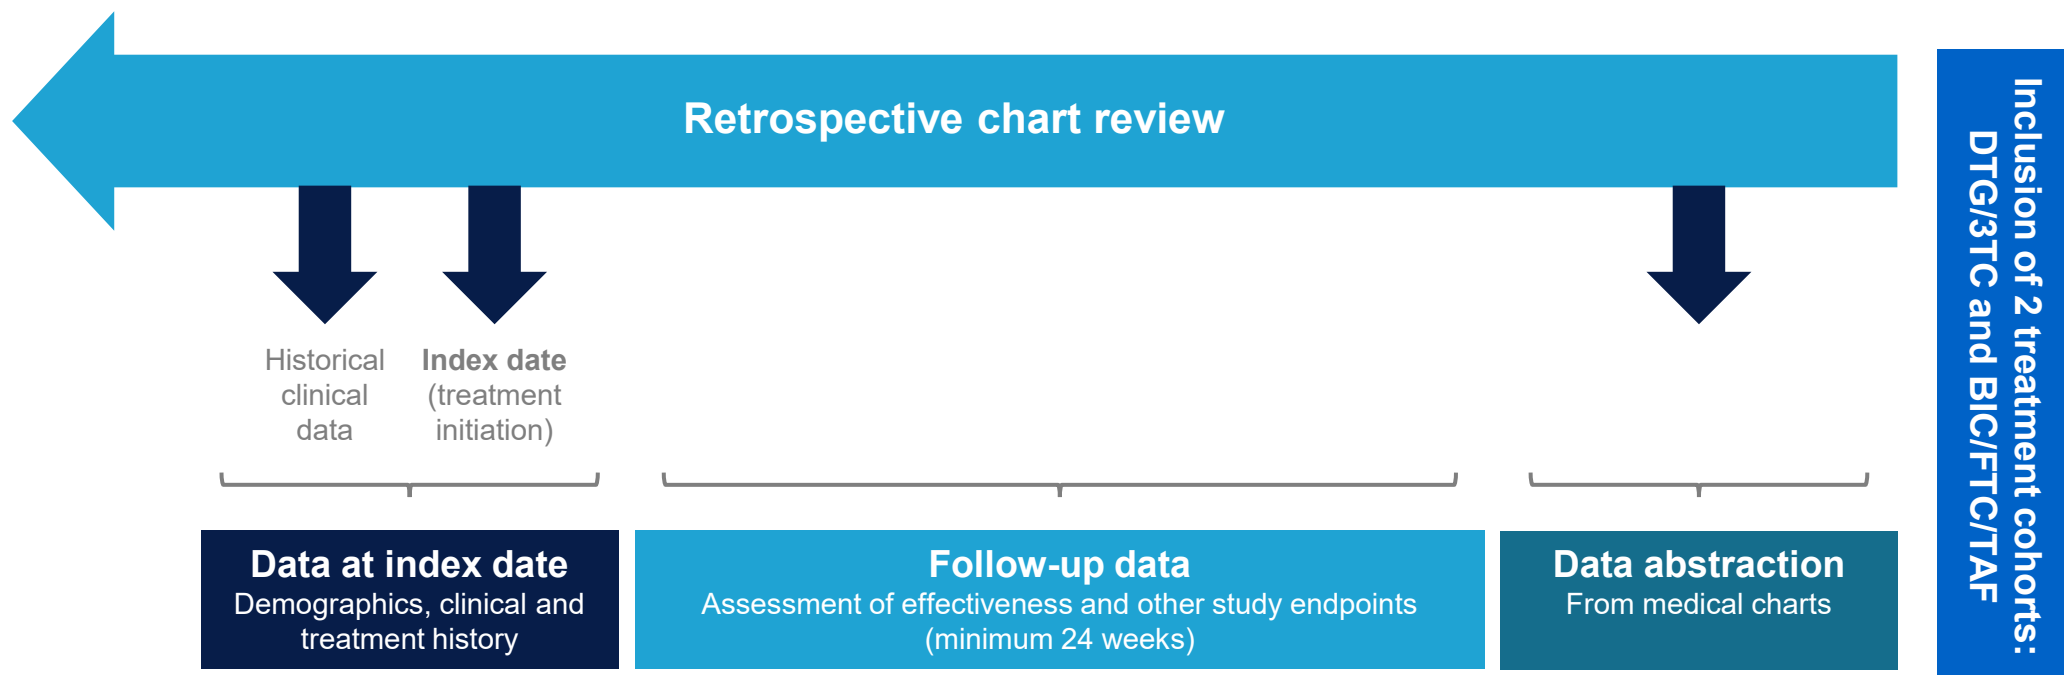 Retrospective chart review
Historical
clinical
data
Index date
(treatment
initiation)
Data at index date
Demographics, clinical and
treatment history
Follow-up data
Assessment of effectiveness and other study endpoints
(minimum 24 weeks)
Data abstraction
From medical charts
Inclusion of 2 treatment cohorts:
DTG/3TC and BIC/FTC/TAF